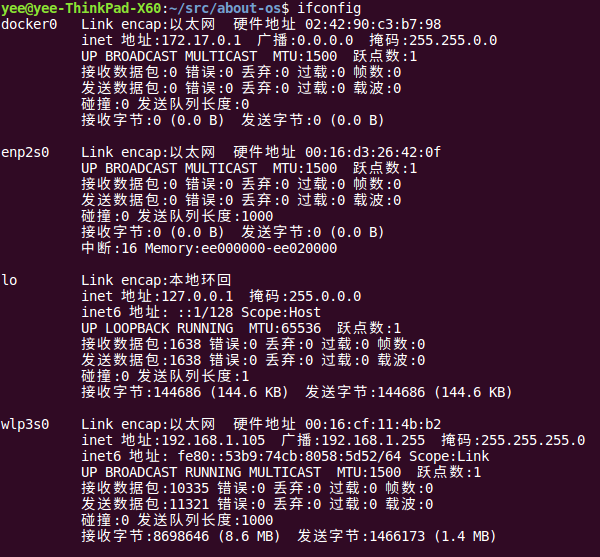 yee@yee-ThinkPad-X60:~/src/about-os$ ifconfig
docker0   Link encap:以太网  硬件地址 02:42:90:c3:b7:98
          inet 地址:172.17.0.1  广播:0.0.0.0  掩码:255.255.0.0
          UP BROADCAST MULTICAST  MTU:1500  跃点数:1
          接收数据包:0 错误:0 丢弃:0 过载:0 帧数:0
          发送数据包:0 错误:0 丢弃:0 过载:0 载波:0
          碰撞:0 发送队列长度:0
          接收字节:0 (0.0 B)  发送字节:0 (0.0 B)

enp2s0    Link encap:以太网  硬件地址 00:16:d3:26:42:0f
          UP BROADCAST MULTICAST  MTU:1500  跃点数:1
          接收数据包:0 错误:0 丢弃:0 过载:0 帧数:0
          发送数据包:0 错误:0 丢弃:0 过载:0 载波:0
          碰撞:0 发送队列长度:1000
          接收字节:0 (0.0 B)  发送字节:0 (0.0 B)
          中断:16 Memory:ee000000-ee020000

lo        Link encap:本地环回
          inet 地址:127.0.0.1  掩码:255.0.0.0
          inet6 地址: ::1/128 Scope:Host
          UP LOOPBACK RUNNING  MTU:65536  跃点数:1
          接收数据包:1638 错误:0 丢弃:0 过载:0 帧数:0
          发送数据包:1638 错误:0 丢弃:0 过载:0 载波:0
          碰撞:0 发送队列长度:1
          接收字节:144686 (144.6 KB)  发送字节:144686 (144.6 KB)

wlp3s0    Link encap:以太网  硬件地址 00:16:cf:11:4b:b2
          inet 地址:192.168.1.105  广播:192.168.1.255  掩码:255.255.255.0
          inet6 地址: fe80::53b9:74cb:8058:5d52/64 Scope:Link
          UP BROADCAST RUNNING MULTICAST  MTU:1500  跃点数:1
          接收数据包:10335 错误:0 丢弃:0 过载:0 帧数:0
          发送数据包:11321 错误:0 丢弃:0 过载:0 载波:0
          碰撞:0 发送队列长度:1000
          接收字节:8698646 (8.6 MB)  发送字节:1466173 (1.4 MB)